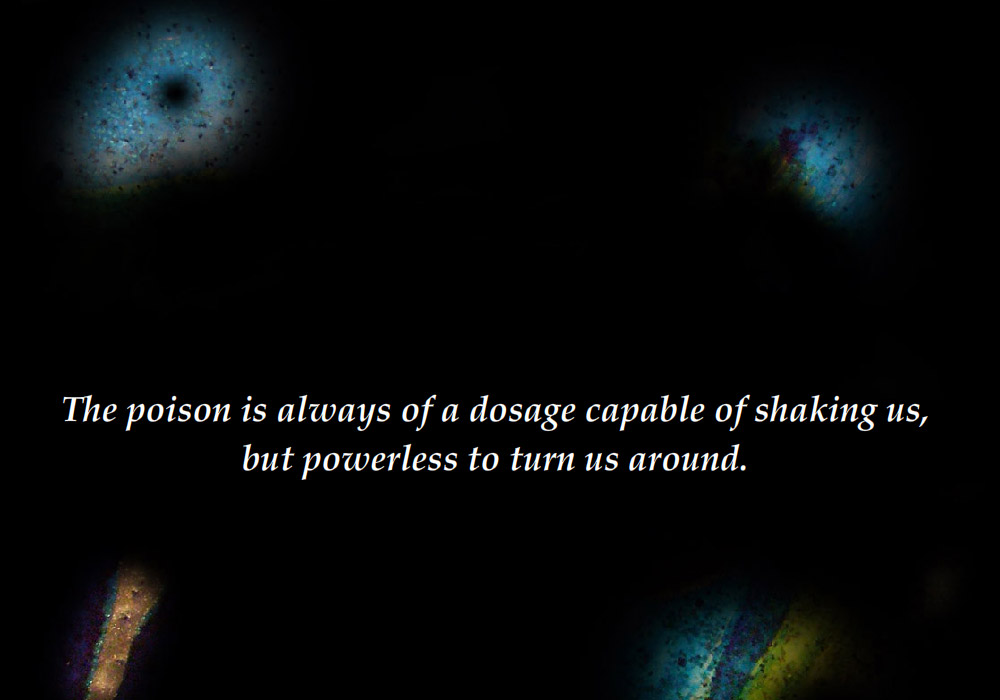 The poison is always of a dosage capable of shaking us,
but powerless to turn us around.